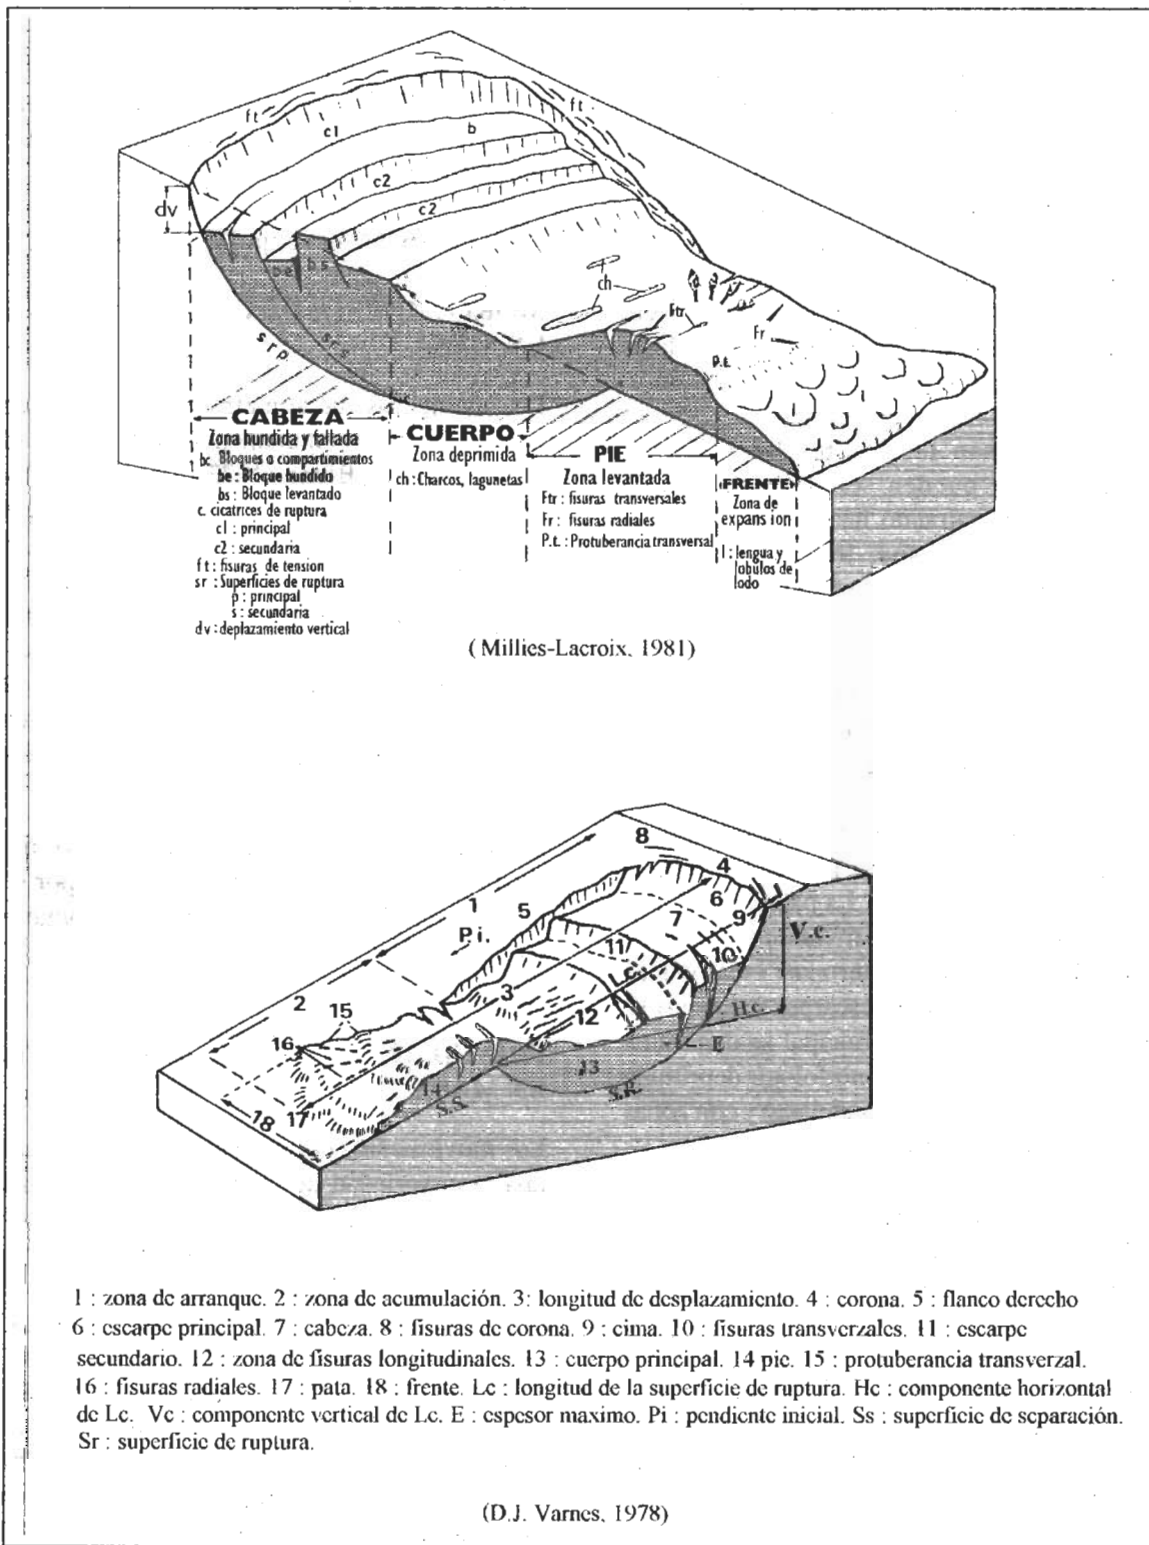 ft
ft
c1
b
c2
c2
dv
be
bs
ch
Ftr
Fr
P.t.
l
s r p
sr s
CABEZA
Zona hundida y fallada
bc Bloques o compartimientos
be : Bloque hundido
bs : Bloque levantado
c. cicatrices de ruptura
c1 : principal
c2 : secundaria
ft : fisuras de tension
sr : Superficies de ruptura
p : principal
s : secundaria
dv : deplazamiento vertical
CUERPO
Zona deprimida
ch : Charcos, lagunetas
PIE
Zona levantada
Ftr : fisuras transversales
Fr : fisuras radiales
P.t. : Protuberancia transversal
FRENTE
Zona de
expansion
l : lengua y
lobulos de
lodo
( Millies-Lacroix, 1981)
8
4
6
1
5
7
9
P.i.
V.c.
11
10
L.c.
2
3
15
H c.
12
16
E
13
14
S.S.
S.R.
18
17
1 : zona de arranque. 2 : zona de acumulación. 3: longitud de desplazamiento. 4 : corona. 5 : flanco derecho
6 : escarpe principal. 7 : cabeza. 8 : fisuras de corona. 9 : cima. 10 : fisuras transverzales. 11 : escarpe
secundario. 12 : zona de fisuras longitudinales. 13 : cuerpo principal. 14 pie. 15 : protuberancia transverzal.
16 : fisuras radiales. 17 : pata. 18 : frente. Lc : longitud de la superficie de ruptura. Hc : componente horizontal
de Lc. Vc : componente vertical de Lc. E : espesor maximo. Pi : pendiente inicial. Ss : superficie de separación.
Sr : superficie de ruptura.
(D.J. Varnes, 1978)